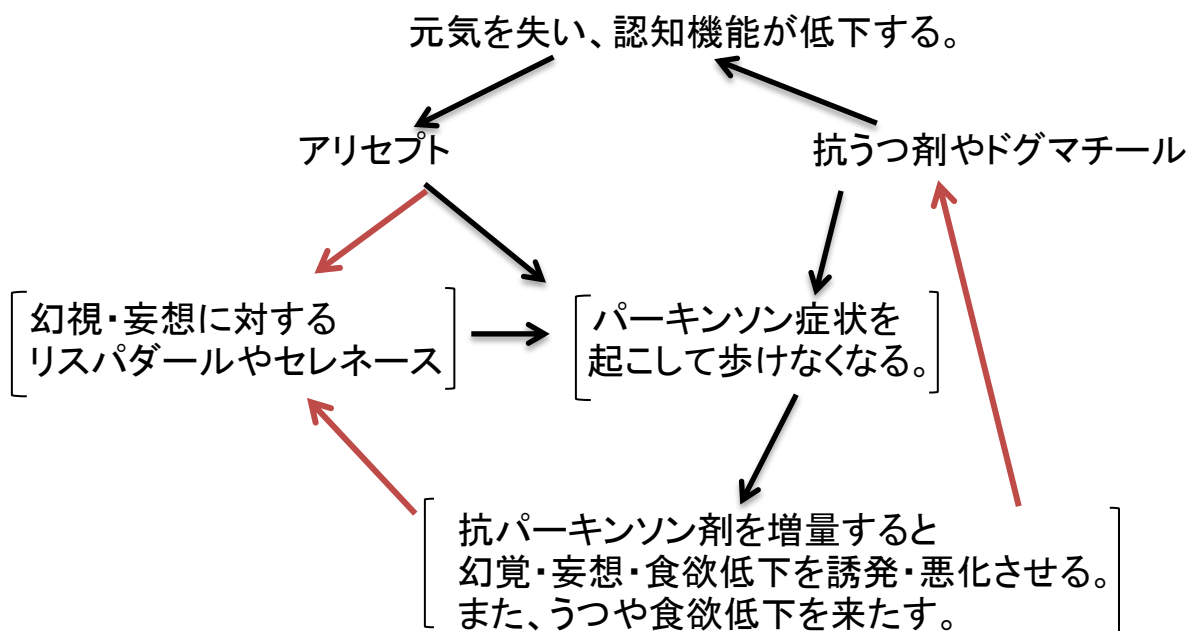 元気を失い、認知機能が低下する。
アリセプト
抗うつ剤やドグマチール
幻視・妄想に対する
リスパダールやセレネース
パーキンソン症状を
起こして歩けなくなる。
抗パーキンソン剤を増量すると
幻覚・妄想・食欲低下を誘発・悪化させる。
また、うつや食欲低下を来たす。